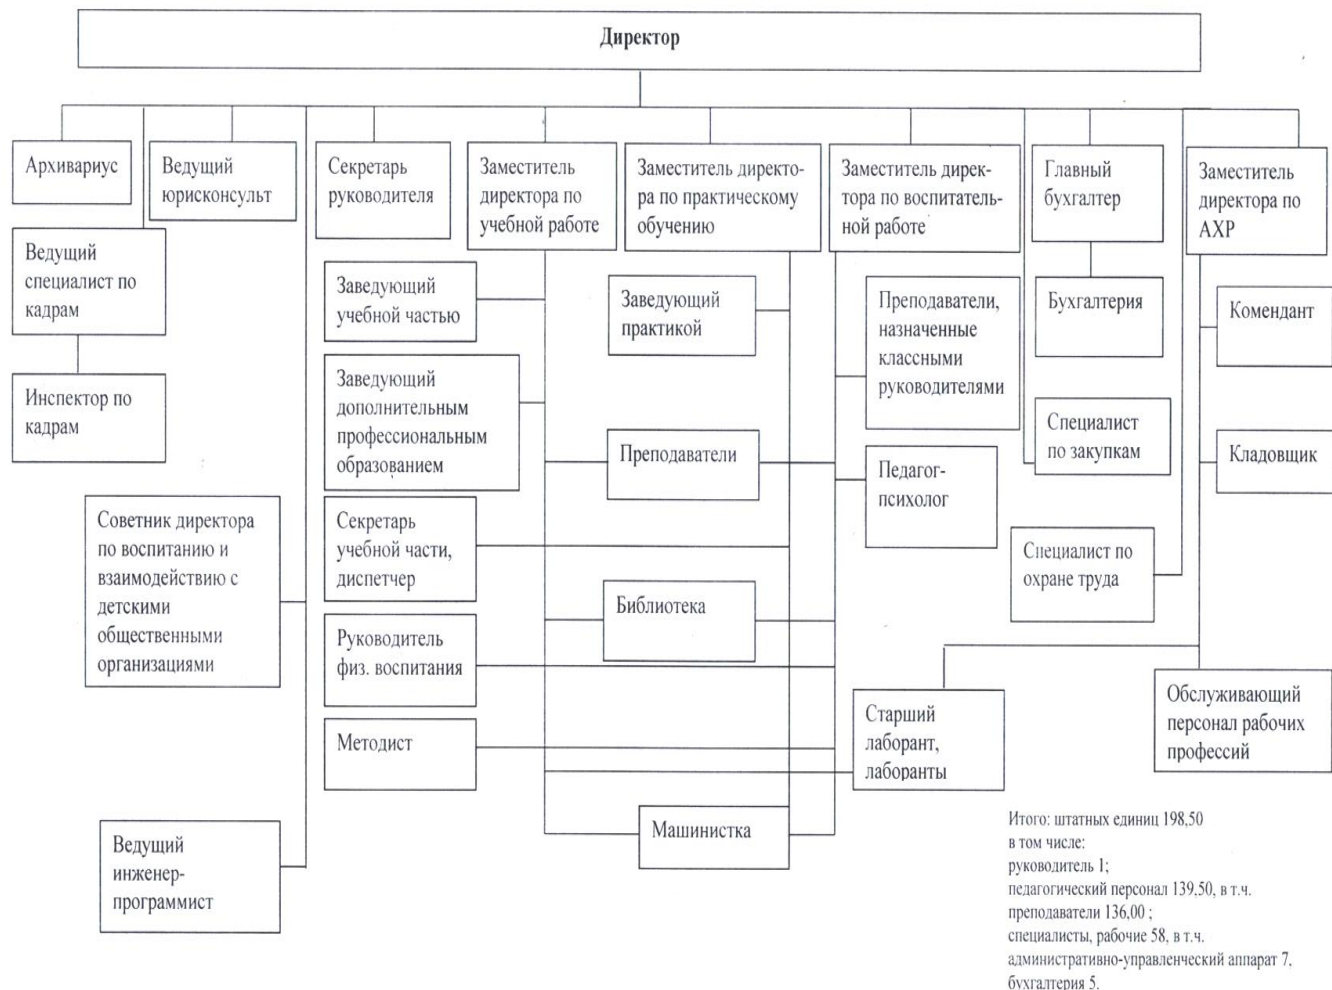 Директор
Архивариус
Ведущий
юрисконсульт
Секретарь
руководителя
Заместитель
директора по
учебной работе
Заместитель директо-
ра по практическому
обучению
Заместитель дирек-
тора по воспитатель-
ной работе
Главный
бухгалтер
Заместитель
директора по
АХР
Ведущий
специалист по
кадрам
Инспектор по
кадрам
Заведующий
учебной частью
Заведующий
практикой
Преподаватели,
назначенные
классными
руководителями
Бухгалтерия
Комендант
Заведующий
дополнительным
профессиональным
образованием
Преподаватели
Педагог-
психолог
Специалист
по закупкам
Кладовщик
Советник директора
по воспитанию и
взаимодействию с
детскими
общественными
организациями
Секретарь
учебной части,
диспетчер
Библиотека
Специалист по
охране труда
Руководитель
физ. воспитания
Методист
Старший
лаборант,
лаборанты
Обслуживающий
персонал рабочих
профессий
Машинистка
Ведущий
инженер-
программист
Итого: штатных единиц 198,50
в том числе:
руководитель 1;
педагогический персонал 139,50, в т.ч.
преподаватели 136,00 ;
специалисты, рабочие 58, в т.ч.
административно-управленческий аппарат 7,
бухгалтерия 5.